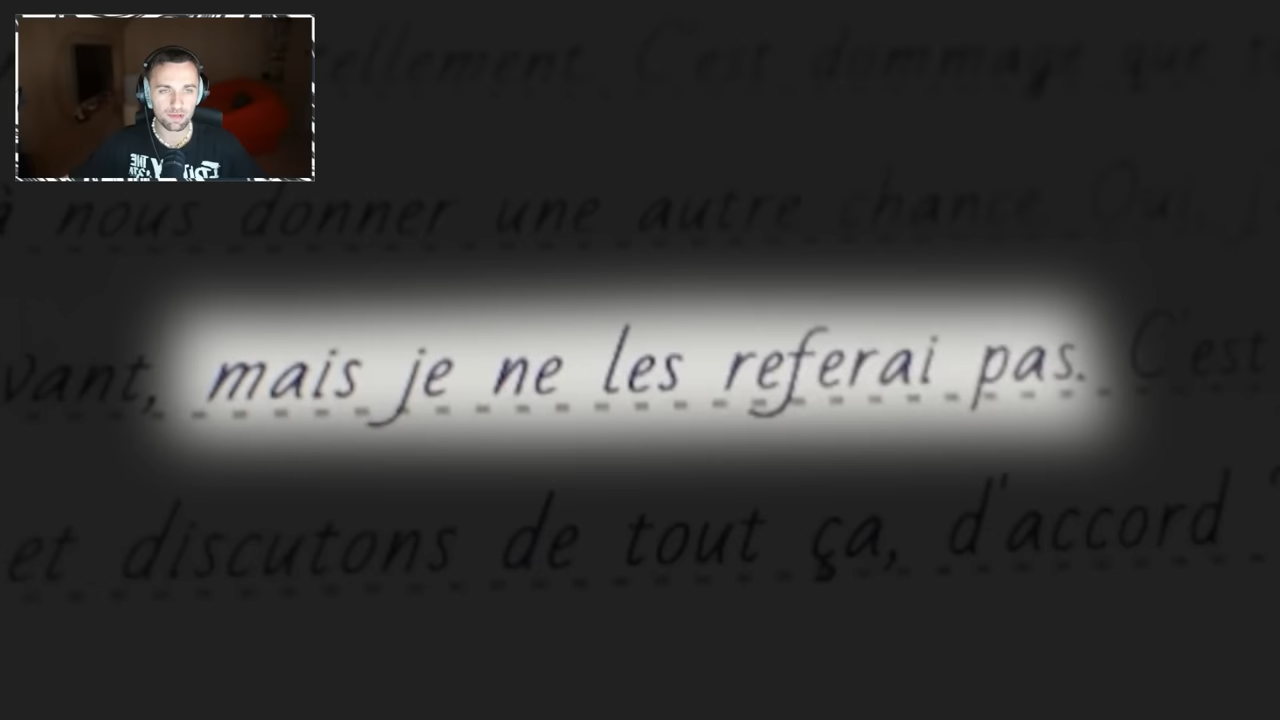 tellement. C'est dommage que t
à nous donner une autre chance. Oui, j
vant, mais je ne les referai pas. C'est
et discutons de tout ça, d'accord ?